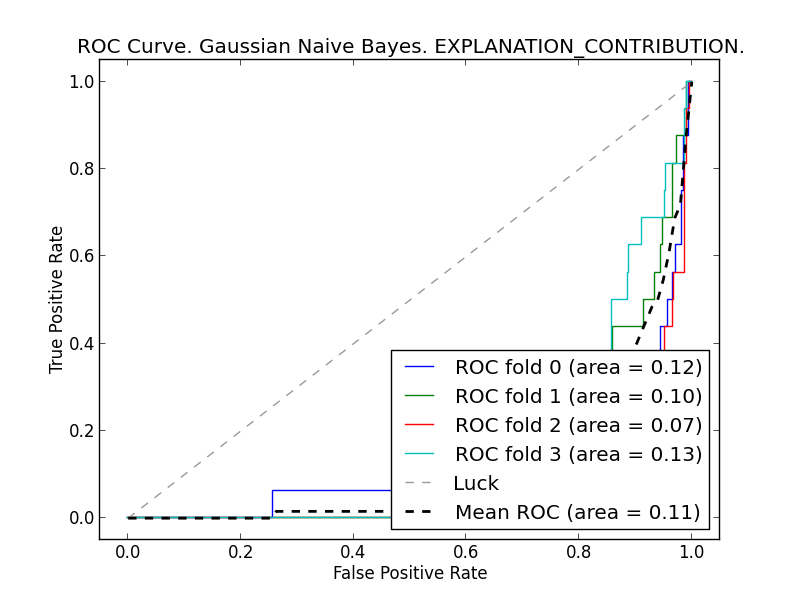 ROC Curve. Gaussian Naive Bayes. EXPLANATION_CONTRIBUTION.
1.0
0.8
0.6
0.4
0.2
0.0
True Positive Rate
ROC fold 0 (area = 0.12)
ROC fold 1 (area = 0.10)
ROC fold 2 (area = 0.07)
ROC fold 3 (area = 0.13)
Luck
Mean ROC (area = 0.11)
0.0 0.2 0.4 0.6 0.8 1.0
False Positive Rate